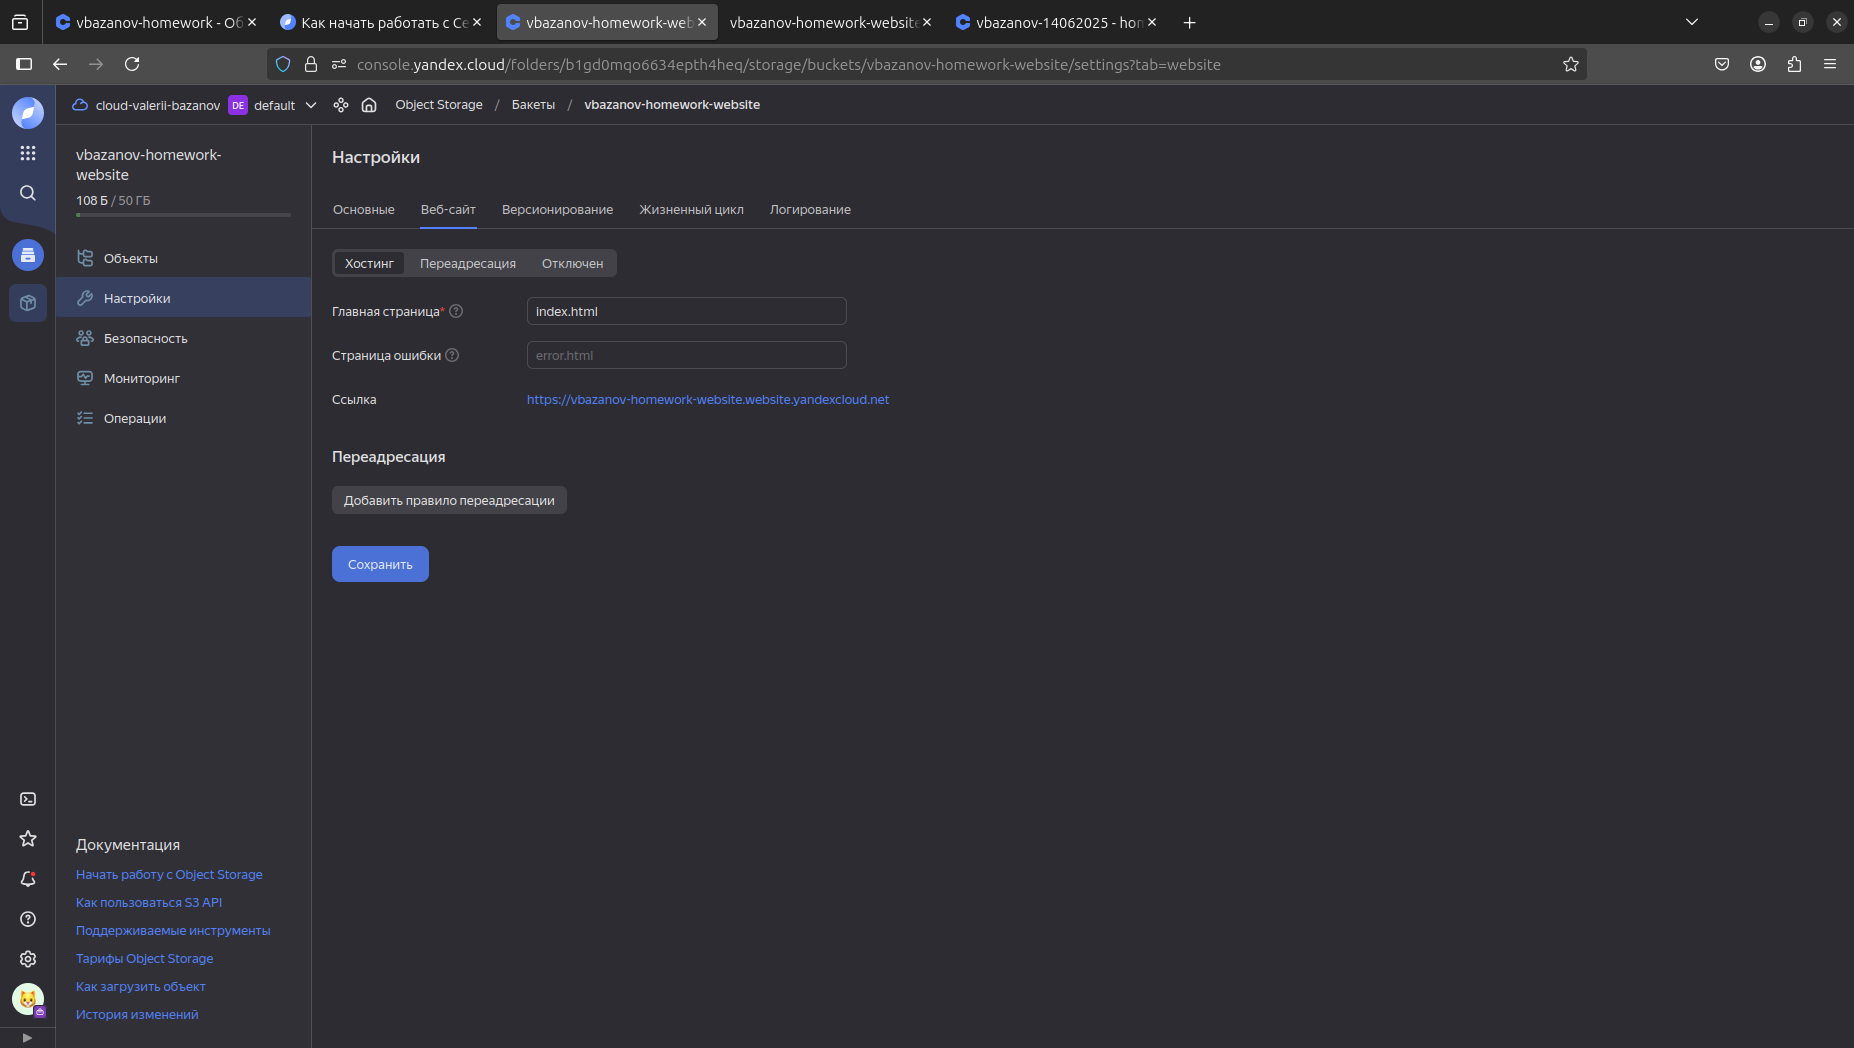 vbazanov-homework - Об
Как начать работать с Се
vbazanov-homework-web
vbazanov-homework-website
vbazanov-14062025 - hom
console.yandex.cloud/folders/b1gd0mqo6634epth4heq/storage/buckets/vbazanov-homework-website/settings?tab=website
cloud-valerii-bazanov DE default Object Storage / Бакеты / vbazanov-homework-website
vbazanov-homework-
website
108 Б / 50 ГБ
Объекты
Настройки
Безопасность
Мониторинг
Операции
Документация
Начать работу с Object Storage
Как пользоваться S3 API
Поддерживаемые инструменты
Тарифы Object Storage
Как загрузить объект
История изменений
Настройки
Основные Веб-сайт Версионирование Жизненный цикл Логирование
Хостинг Переадресация Отключен
Главная страница* index.html
Страница ошибки error.html
Ссылка https://vbazanov-homework-website.website.yandexcloud.net
Переадресация
Добавить правило переадресации
Сохранить